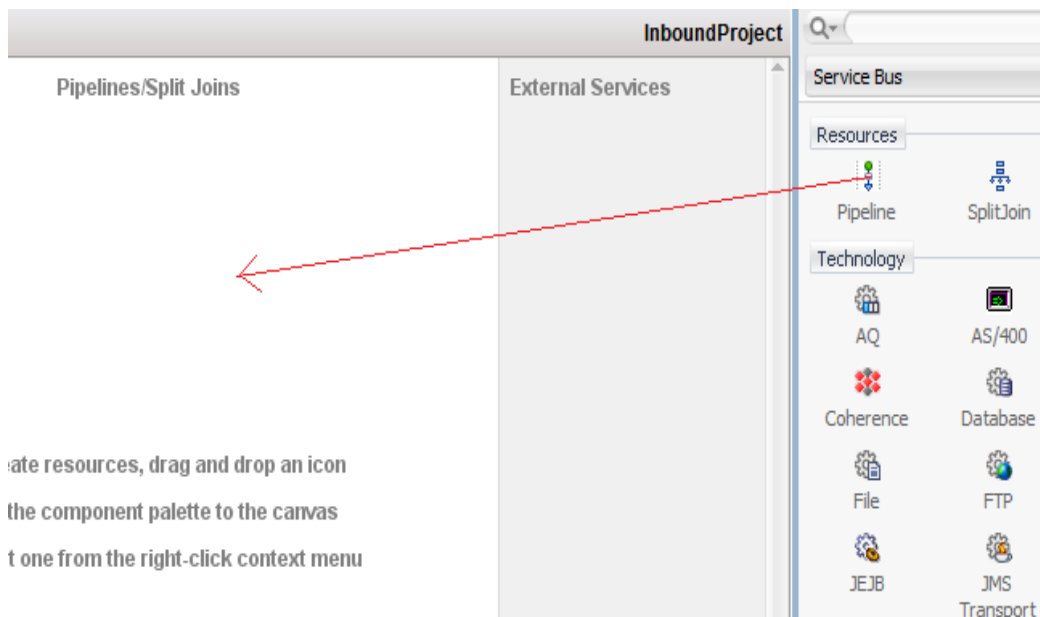 InboundProject
Pipelines/Split Joins
External Services
eate resources, drag and drop an icon
the component palette to the canvas
t one from the right-click context menu
Service Bus
Resources
Pipeline
SplitJoin
Technology
AQ
AS/400
Coherence
Database
File
FTP
JEJB
JMS
Transport